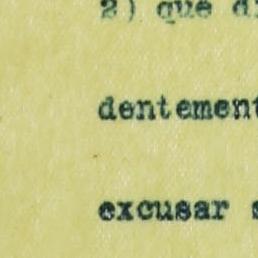 2) que
dentement
excusar